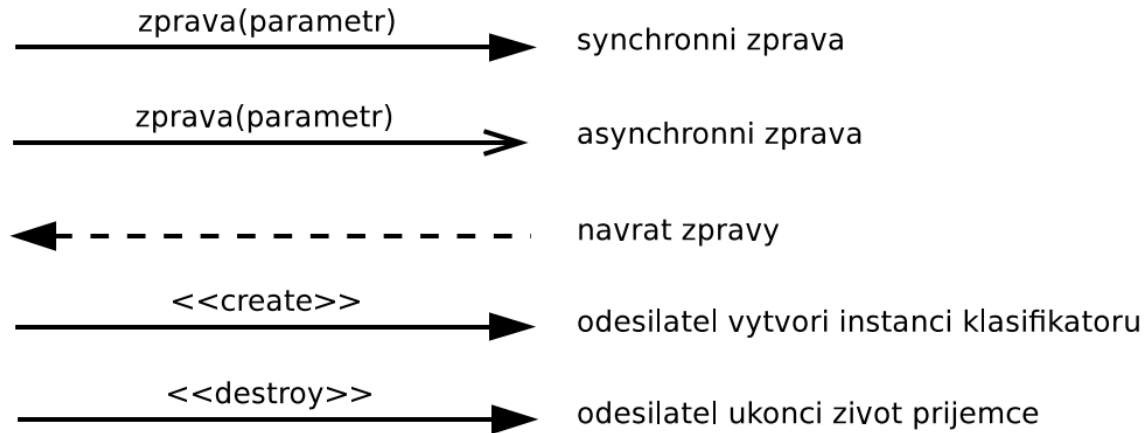 zprava(parametr)
synchronni zprava
zprava(parametr)
asynchronni zprava
navrat zpravy
<<create>>
odesilatel vytvori instanci klasifikatoru
<<destroy>>
odesilatel ukonci zivot prijemce